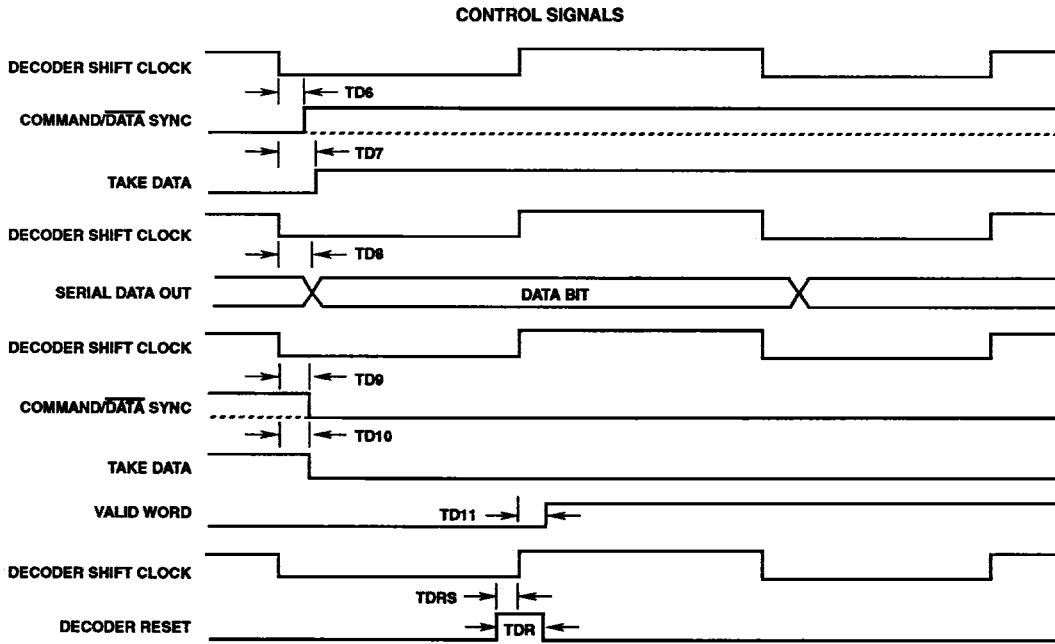 CONTROL SIGNALS
DECODER SHIFT CLOCK
TD6
COMMAND/DATA SYNC
TD7
TAKE DATA
DECODER SHIFT CLOCK
TD8
SERIAL DATA OUT
DATA BIT
DECODER SHIFT CLOCK
TD9
COMMAND/DATA SYNC
TD10
TAKE DATA
VALID WORD
TD11
DECODER SHIFT CLOCK
TDRS
DECODER RESET
TDR